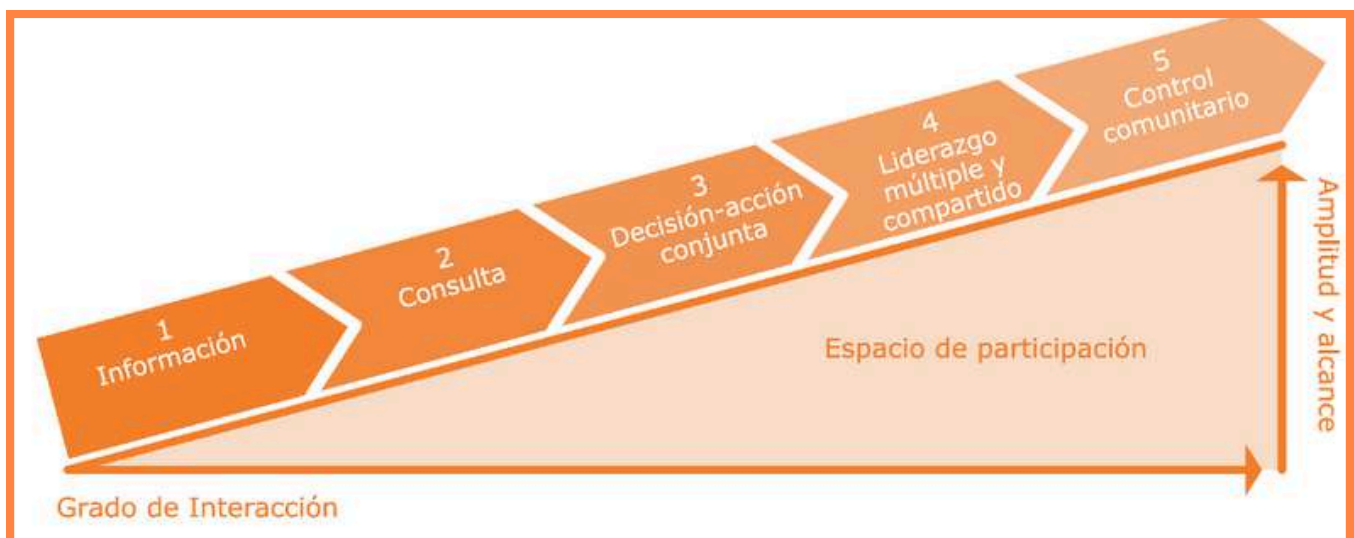 1
Información
2
Consulta
3
Decisión-acción
conjunta
4
Liderazgo
múltiple y
compartido
5
Control
comunitario
Espacio de participación
Amplitud y alcance
Grado de Interacción